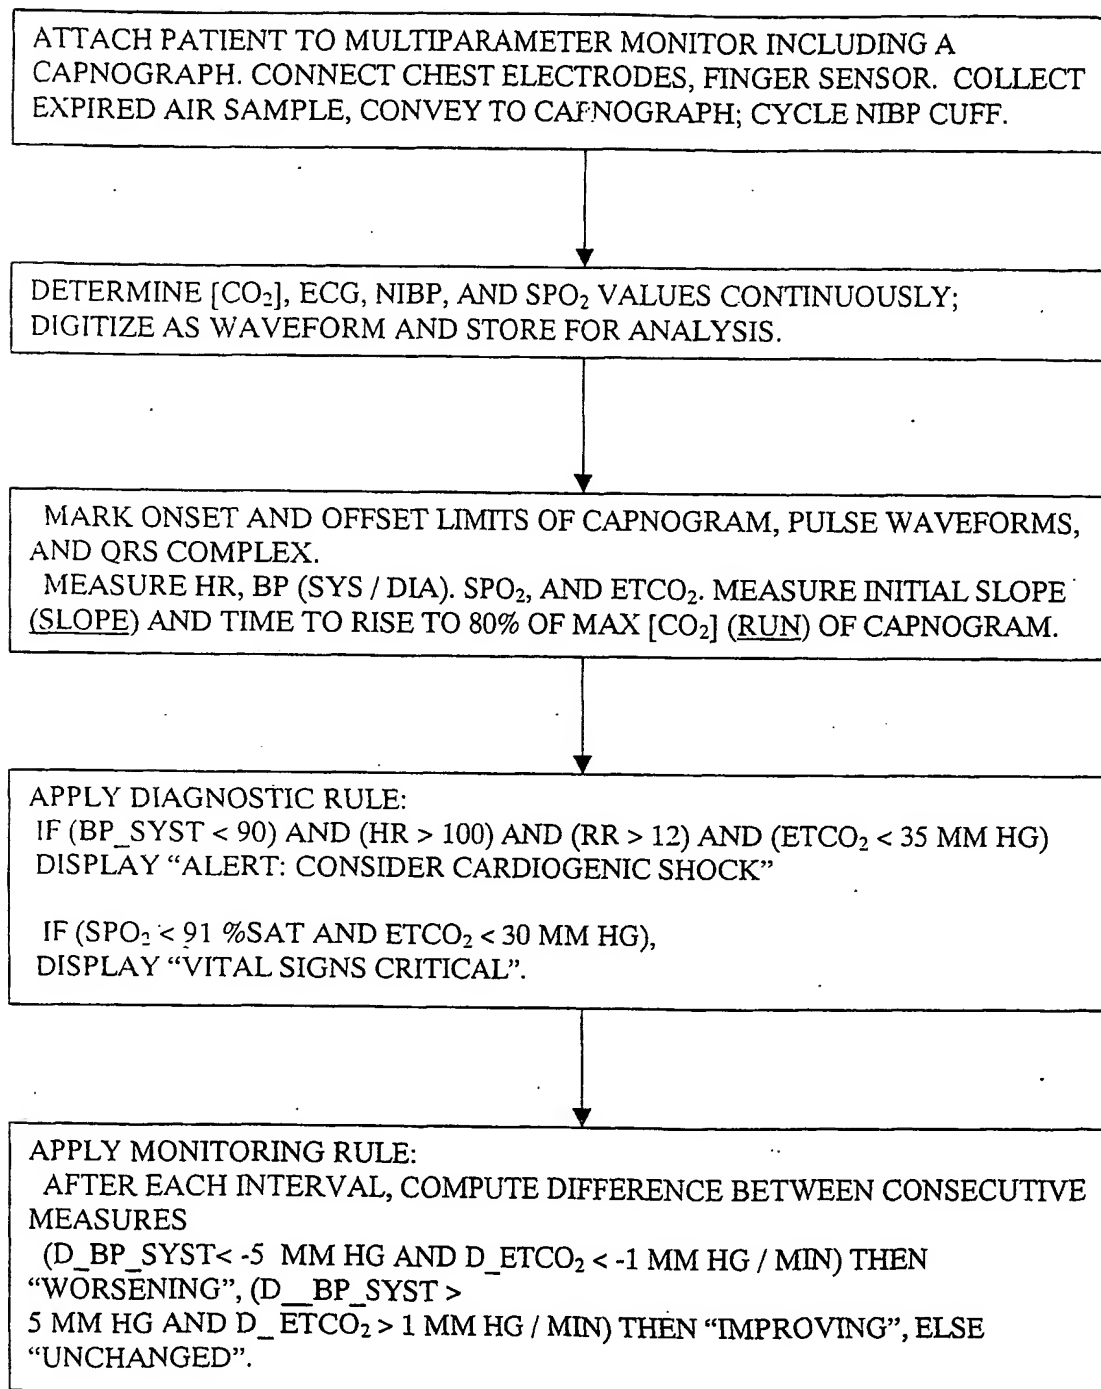 ATTACH PATIENT TO MULTIPARAMETER MONITOR INCLUDING A
CAPNOGRAPH. CONNECT CHEST ELECTRODES, FINGER SENSOR. COLLECT
EXPIRED AIR SAMPLE, CONVEY TO CAPNOGRAPH; CYCLE NIBP CUFF.
DETERMINE [CO₂], ECG, NIBP, AND SPO₂ VALUES CONTINUOUSLY;
DIGITIZE AS WAVEFORM AND STORE FOR ANALYSIS.
MARK ONSET AND OFFSET LIMITS OF CAPNOGRAM, PULSE WAVEFORMS,
AND QRS COMPLEX.
MEASURE HR, BP (SYS / DIA). SPO₂, AND ETCO₂. MEASURE INITIAL SLOPE
(SLOPE) AND TIME TO RISE TO 80% OF MAX [CO₂] (RUN) OF CAPNOGRAM.
APPLY DIAGNOSTIC RULE:
IF (BP_SYST < 90) AND (HR > 100) AND (RR > 12) AND (ETCO₂ < 35 MM HG)
DISPLAY “ALERT: CONSIDER CARDIOGENIC SHOCK”
IF (SPO₂ < 91 %SAT AND ETCO₂ < 30 MM HG),
DISPLAY “VITAL SIGNS CRITICAL”.
APPLY MONITORING RULE:
AFTER EACH INTERVAL, COMPUTE DIFFERENCE BETWEEN CONSECUTIVE
MEASURES
(D_BP_SYST< -5 MM HG AND D_ETCO₂ < -1 MM HG / MIN) THEN
“WORSENING”, (D__BP_SYST >
5 MM HG AND D_ETCO₂ > 1 MM HG / MIN) THEN “IMPROVING”, ELSE
“UNCHANGED”.